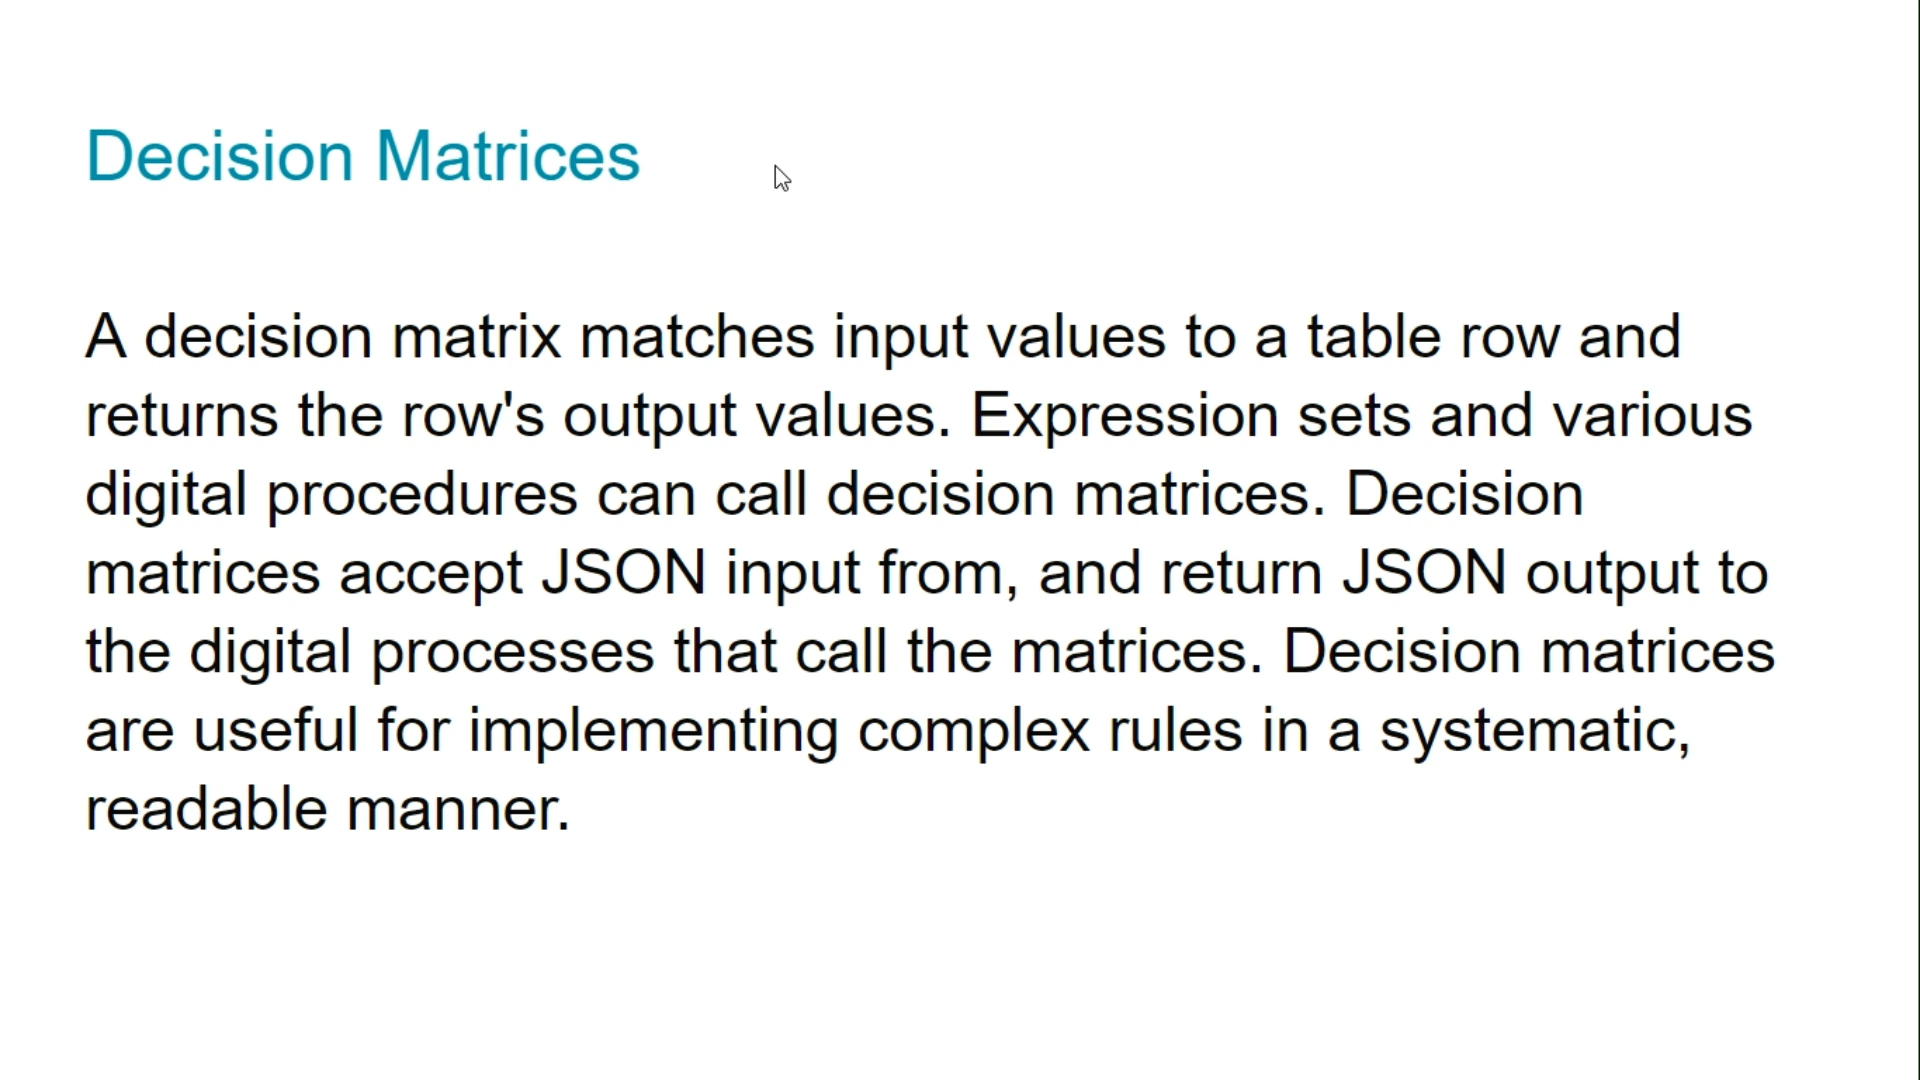 Decision Matrices
A decision matrix matches input values to a table row and
returns the row's output values. Expression sets and various
digital procedures can call decision matrices. Decision
matrices accept JSON input from, and return JSON output to
the digital processes that call the matrices. Decision matrices
are useful for implementing complex rules in a systematic,
readable manner.